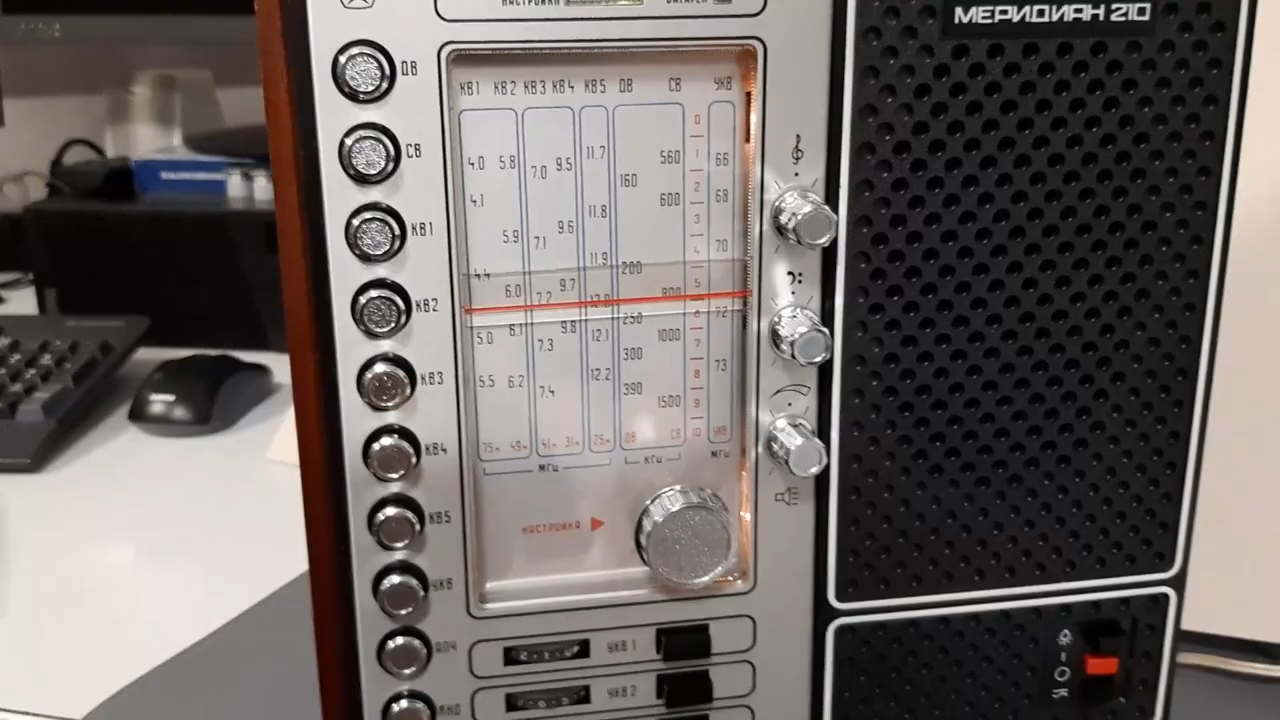 НАСТРОЙКИ БАТАРЕИ
МЕРИДИАН 210
ДВ
СВ
КВ1
КВ2
КВ3
КВ4
КВ5
УКВ
АПЧ
КВ1 КВ2 КВ3 КВ4 КВ5 ДВ СВ УКВ
4.0 5.8 7.0 9.5 11.7 160 560 0 66
4.1 5.9 7.1 9.6 11.8 200 600 1 68
4.4 6.0 7.2 9.7 11.9 250 800 2 70
5.0 6.1 7.3 9.8 12.0 300 1000 3 72
5.5 6.2 7.4 12.1 390 1500 4 73
12.2 5
6
7
8
9
10
75м 49м 41м 31м 25м ДВ СВ УКВ
МГц кГц МГц
НАСТРОЙКА
УКВ1
УКВ2